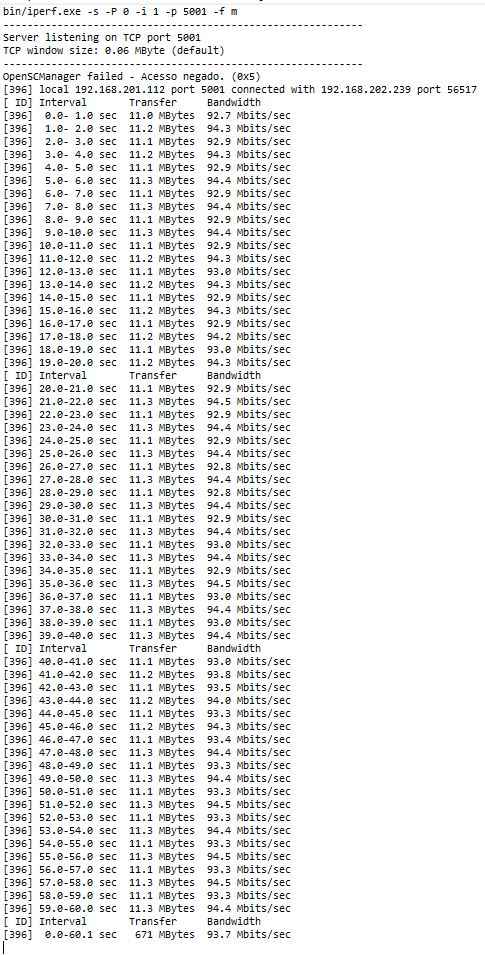 bin/iperf.exe -s -P 0 -i 1 -p 5001 -f m
------------------------------------------------------------
Server listening on TCP port 5001
TCP window size: 0.06 MByte (default)
------------------------------------------------------------
OpenSCManager failed - Acesso negado. (0x5)
[396] local 192.168.201.112 port 5001 connected with 192.168.202.239 port 56517
[ ID] Interval       Transfer     Bandwidth
[396]  0.0- 1.0 sec  11.0 MBytes  92.7 Mbits/sec
[396]  1.0- 2.0 sec  11.2 MBytes  94.3 Mbits/sec
[396]  2.0- 3.0 sec  11.1 MBytes  92.9 Mbits/sec
[396]  3.0- 4.0 sec  11.2 MBytes  94.3 Mbits/sec
[396]  4.0- 5.0 sec  11.1 MBytes  92.9 Mbits/sec
[396]  5.0- 6.0 sec  11.3 MBytes  94.4 Mbits/sec
[396]  6.0- 7.0 sec  11.1 MBytes  92.9 Mbits/sec
[396]  7.0- 8.0 sec  11.3 MBytes  94.4 Mbits/sec
[396]  8.0- 9.0 sec  11.1 MBytes  92.9 Mbits/sec
[396]  9.0-10.0 sec  11.3 MBytes  94.4 Mbits/sec
[396] 10.0-11.0 sec  11.1 MBytes  92.9 Mbits/sec
[396] 11.0-12.0 sec  11.2 MBytes  94.3 Mbits/sec
[396] 12.0-13.0 sec  11.1 MBytes  93.0 Mbits/sec
[396] 13.0-14.0 sec  11.2 MBytes  94.3 Mbits/sec
[396] 14.0-15.0 sec  11.1 MBytes  92.9 Mbits/sec
[396] 15.0-16.0 sec  11.2 MBytes  94.3 Mbits/sec
[396] 16.0-17.0 sec  11.1 MBytes  92.9 Mbits/sec
[396] 17.0-18.0 sec  11.2 MBytes  94.2 Mbits/sec
[396] 18.0-19.0 sec  11.1 MBytes  93.0 Mbits/sec
[396] 19.0-20.0 sec  11.2 MBytes  94.3 Mbits/sec
[ ID] Interval       Transfer     Bandwidth
[396] 20.0-21.0 sec  11.1 MBytes  92.9 Mbits/sec
[396] 21.0-22.0 sec  11.3 MBytes  94.5 Mbits/sec
[396] 22.0-23.0 sec  11.1 MBytes  92.9 Mbits/sec
[396] 23.0-24.0 sec  11.3 MBytes  94.4 Mbits/sec
[396] 24.0-25.0 sec  11.1 MBytes  92.9 Mbits/sec
[396] 25.0-26.0 sec  11.3 MBytes  94.4 Mbits/sec
[396] 26.0-27.0 sec  11.1 MBytes  92.8 Mbits/sec
[396] 27.0-28.0 sec  11.3 MBytes  94.4 Mbits/sec
[396] 28.0-29.0 sec  11.1 MBytes  92.8 Mbits/sec
[396] 29.0-30.0 sec  11.3 MBytes  94.4 Mbits/sec
[396] 30.0-31.0 sec  11.1 MBytes  92.9 Mbits/sec
[396] 31.0-32.0 sec  11.3 MBytes  94.4 Mbits/sec
[396] 32.0-33.0 sec  11.1 MBytes  93.0 Mbits/sec
[396] 33.0-34.0 sec  11.3 MBytes  94.4 Mbits/sec
[396] 34.0-35.0 sec  11.1 MBytes  92.9 Mbits/sec
[396] 35.0-36.0 sec  11.3 MBytes  94.5 Mbits/sec
[396] 36.0-37.0 sec  11.1 MBytes  93.0 Mbits/sec
[396] 37.0-38.0 sec  11.3 MBytes  94.4 Mbits/sec
[396] 38.0-39.0 sec  11.1 MBytes  93.0 Mbits/sec
[396] 39.0-40.0 sec  11.3 MBytes  94.4 Mbits/sec
[ ID] Interval       Transfer     Bandwidth
[396] 40.0-41.0 sec  11.1 MBytes  93.0 Mbits/sec
[396] 41.0-42.0 sec  11.2 MBytes  93.8 Mbits/sec
[396] 42.0-43.0 sec  11.1 MBytes  93.5 Mbits/sec
[396] 43.0-44.0 sec  11.2 MBytes  94.0 Mbits/sec
[396] 44.0-45.0 sec  11.1 MBytes  93.3 Mbits/sec
[396] 45.0-46.0 sec  11.2 MBytes  94.3 Mbits/sec
[396] 46.0-47.0 sec  11.1 MBytes  93.4 Mbits/sec
[396] 47.0-48.0 sec  11.3 MBytes  94.4 Mbits/sec
[396] 48.0-49.0 sec  11.1 MBytes  93.3 Mbits/sec
[396] 49.0-50.0 sec  11.3 MBytes  94.4 Mbits/sec
[396] 50.0-51.0 sec  11.1 MBytes  93.3 Mbits/sec
[396] 51.0-52.0 sec  11.3 MBytes  94.5 Mbits/sec
[396] 52.0-53.0 sec  11.1 MBytes  93.3 Mbits/sec
[396] 53.0-54.0 sec  11.3 MBytes  94.4 Mbits/sec
[396] 54.0-55.0 sec  11.1 MBytes  93.3 Mbits/sec
[396] 55.0-56.0 sec  11.3 MBytes  94.5 Mbits/sec
[396] 56.0-57.0 sec  11.1 MBytes  93.3 Mbits/sec
[396] 57.0-58.0 sec  11.3 MBytes  94.5 Mbits/sec
[396] 58.0-59.0 sec  11.1 MBytes  93.3 Mbits/sec
[396] 59.0-60.0 sec  11.3 MBytes  94.4 Mbits/sec
[ ID] Interval       Transfer     Bandwidth
[396]  0.0-60.1 sec   671 MBytes  93.7 Mbits/sec